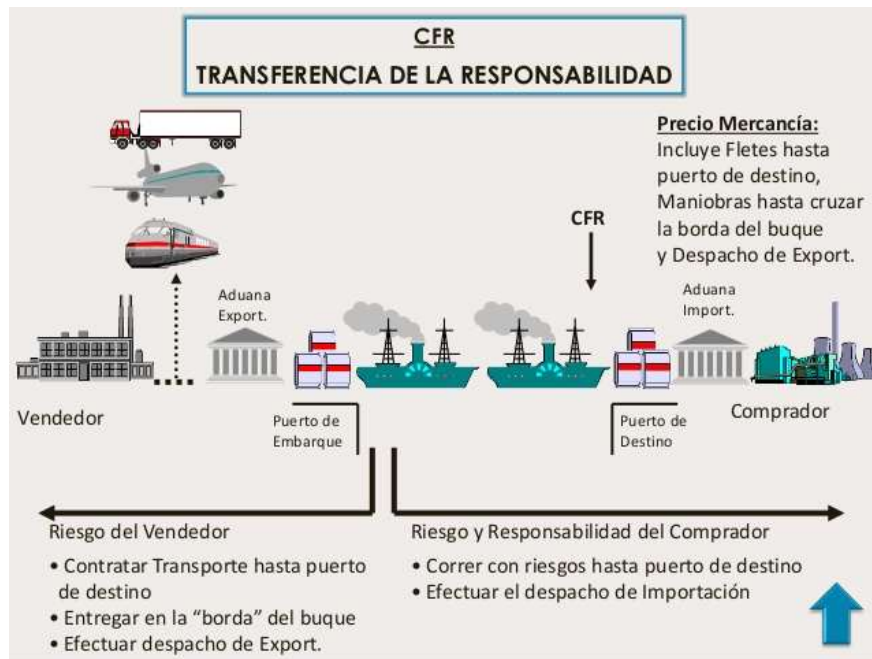 CFR
TRANSFERENCIA DE LA RESPONSABILIDAD
Precio Mercancía:
Incluye Fletes hasta
puerto de destino,
Maniobras hasta cruzar
la borda del buque
y Despacho de Export.
CFR
Aduana
Export.
Aduana
Import.
Vendedor
Puerto de
Embarque
Puerto de
Destino
Comprador
Riesgo del Vendedor
• Contratar Transporte hasta puerto
de destino
• Entregar en la “borda” del buque
• Efectuar despacho de Export.
Riesgo y Responsabilidad del Comprador
• Correr con riesgos hasta puerto de destino
• Efectuar el despacho de Importación